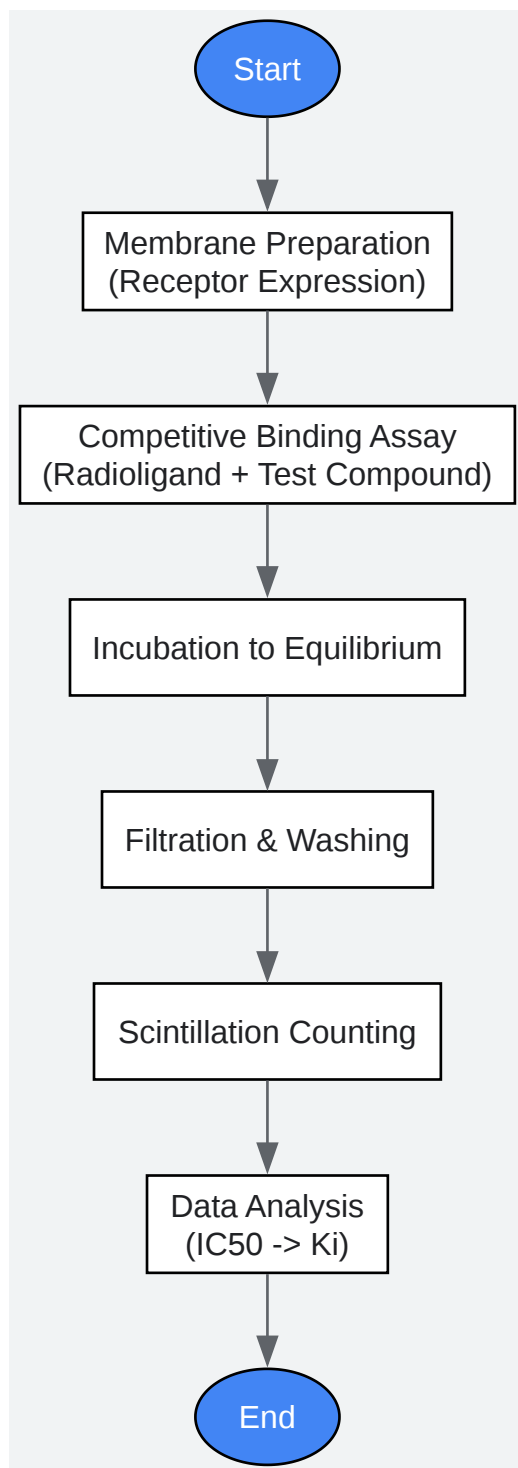 Start
Membrane Preparation
(Receptor Expression)
Competitive Binding Assay
(Radioligand + Test Compound)
Incubation to Equilibrium
Filtration & Washing
Scintillation Counting
Data Analysis
(IC50 -> Ki)
End